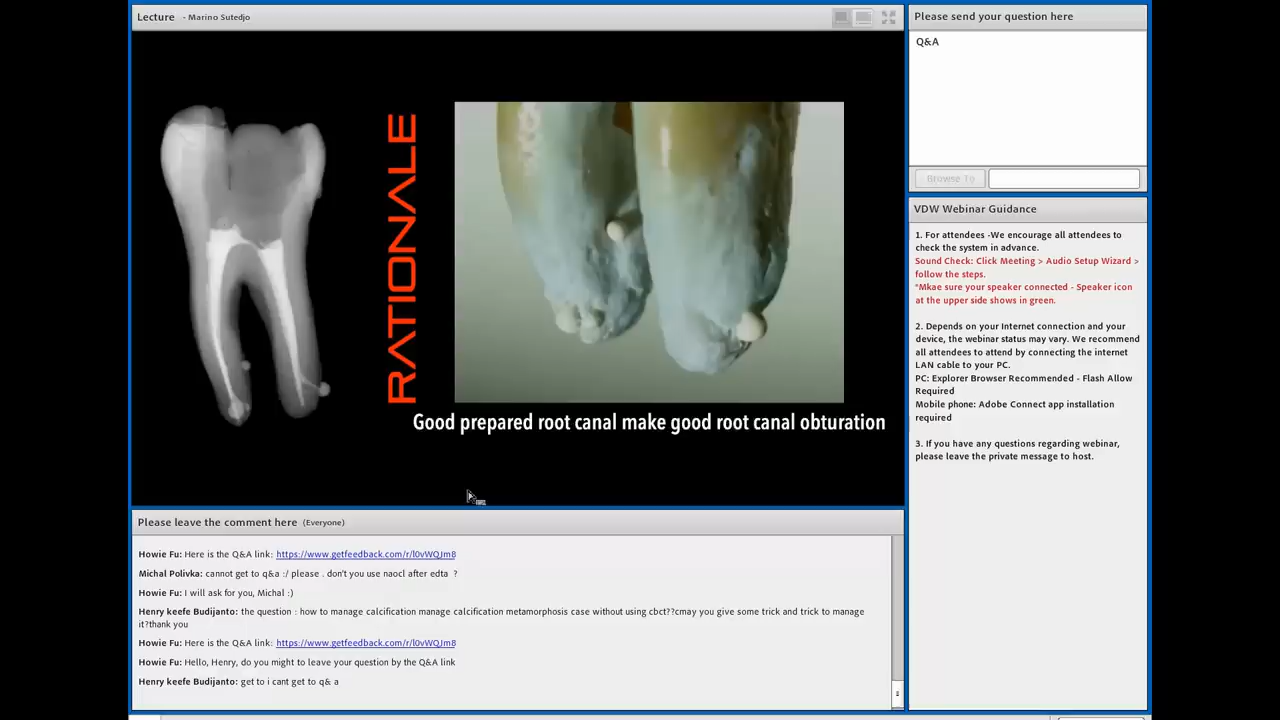 Lecture - Marino Sutedjo
RATIONALE
Good prepared root canal make good root canal obturation
Please leave the comment here (Everyone)
Howie Fu: Here is the Q&A link: https://www.getfeedback.com/r/l0vWQJm8
Michal Polivka: cannot get to q&a :/ please . don't you use naocl after edta ?
Howie Fu: I will ask for you, Michal :)
Henry keefe Budijanto: the question : how to manage calcification manage calcification metamorphosis case without using cbct??cmay you give some trick and trick to manage
it?thank you
Howie Fu: Here is the Q&A link: https://www.getfeedback.com/r/l0vWQJm8
Howie Fu: Hello, Henry, do you might to leave your question by the Q&A link
Henry keefe Budijanto: get to i cant get to q& a
Please send your question here
Q&A
Browse To
VDW Webinar Guidance
1. For attendees -We encourage all attendees to
check the system in advance.
Sound Check: Click Meeting > Audio Setup Wizard >
follow the steps.
*Mkae sure your speaker connected - Speaker icon
at the upper side shows in green.
2. Depends on your Internet connection and your
device, the webinar status may vary. We recommend
all attendees to attend by connecting the internet
LAN cable to your PC.
PC: Explorer Browser Recommended - Flash Allow
Required
Mobile phone: Adobe Connect app installation
required
3. If you have any questions regarding webinar,
please leave the private message to host.